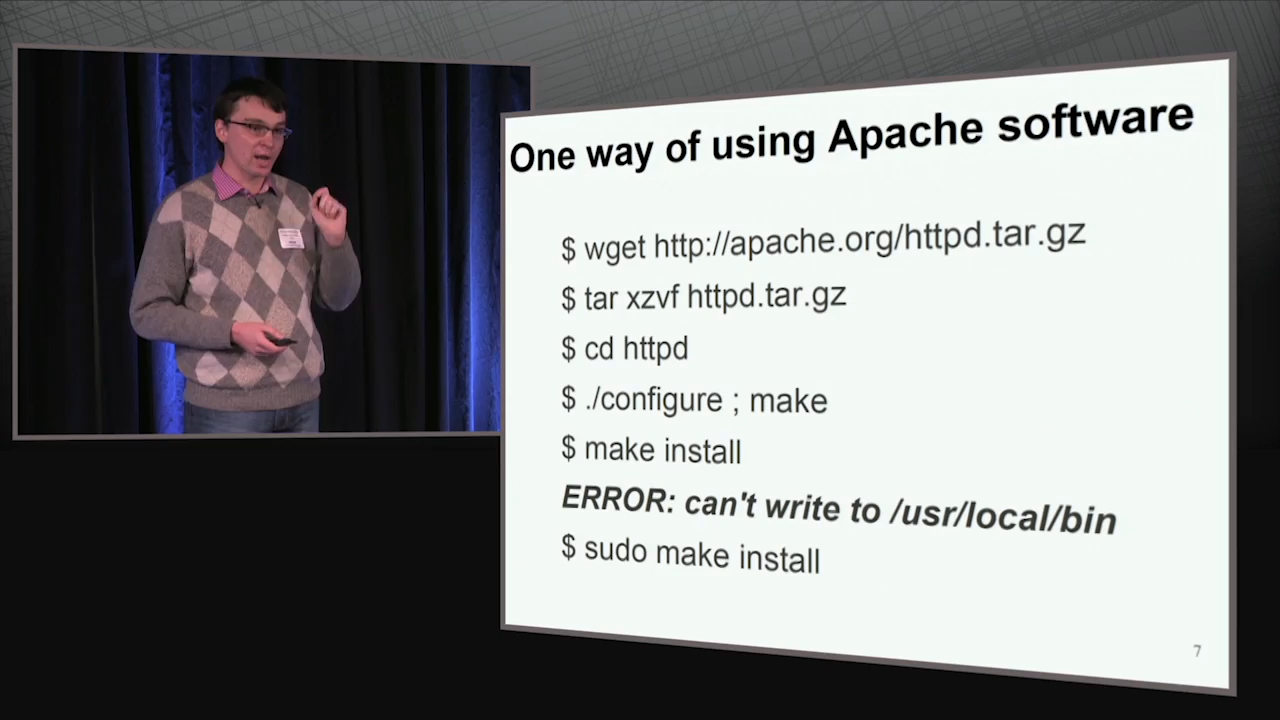 One way of using Apache software
$ wget http://apache.org/httpd.tar.gz
$ tar xzvf httpd.tar.gz
$ cd httpd
$ ./configure ; make
$ make install
ERROR: can't write to /usr/local/bin
$ sudo make install
7